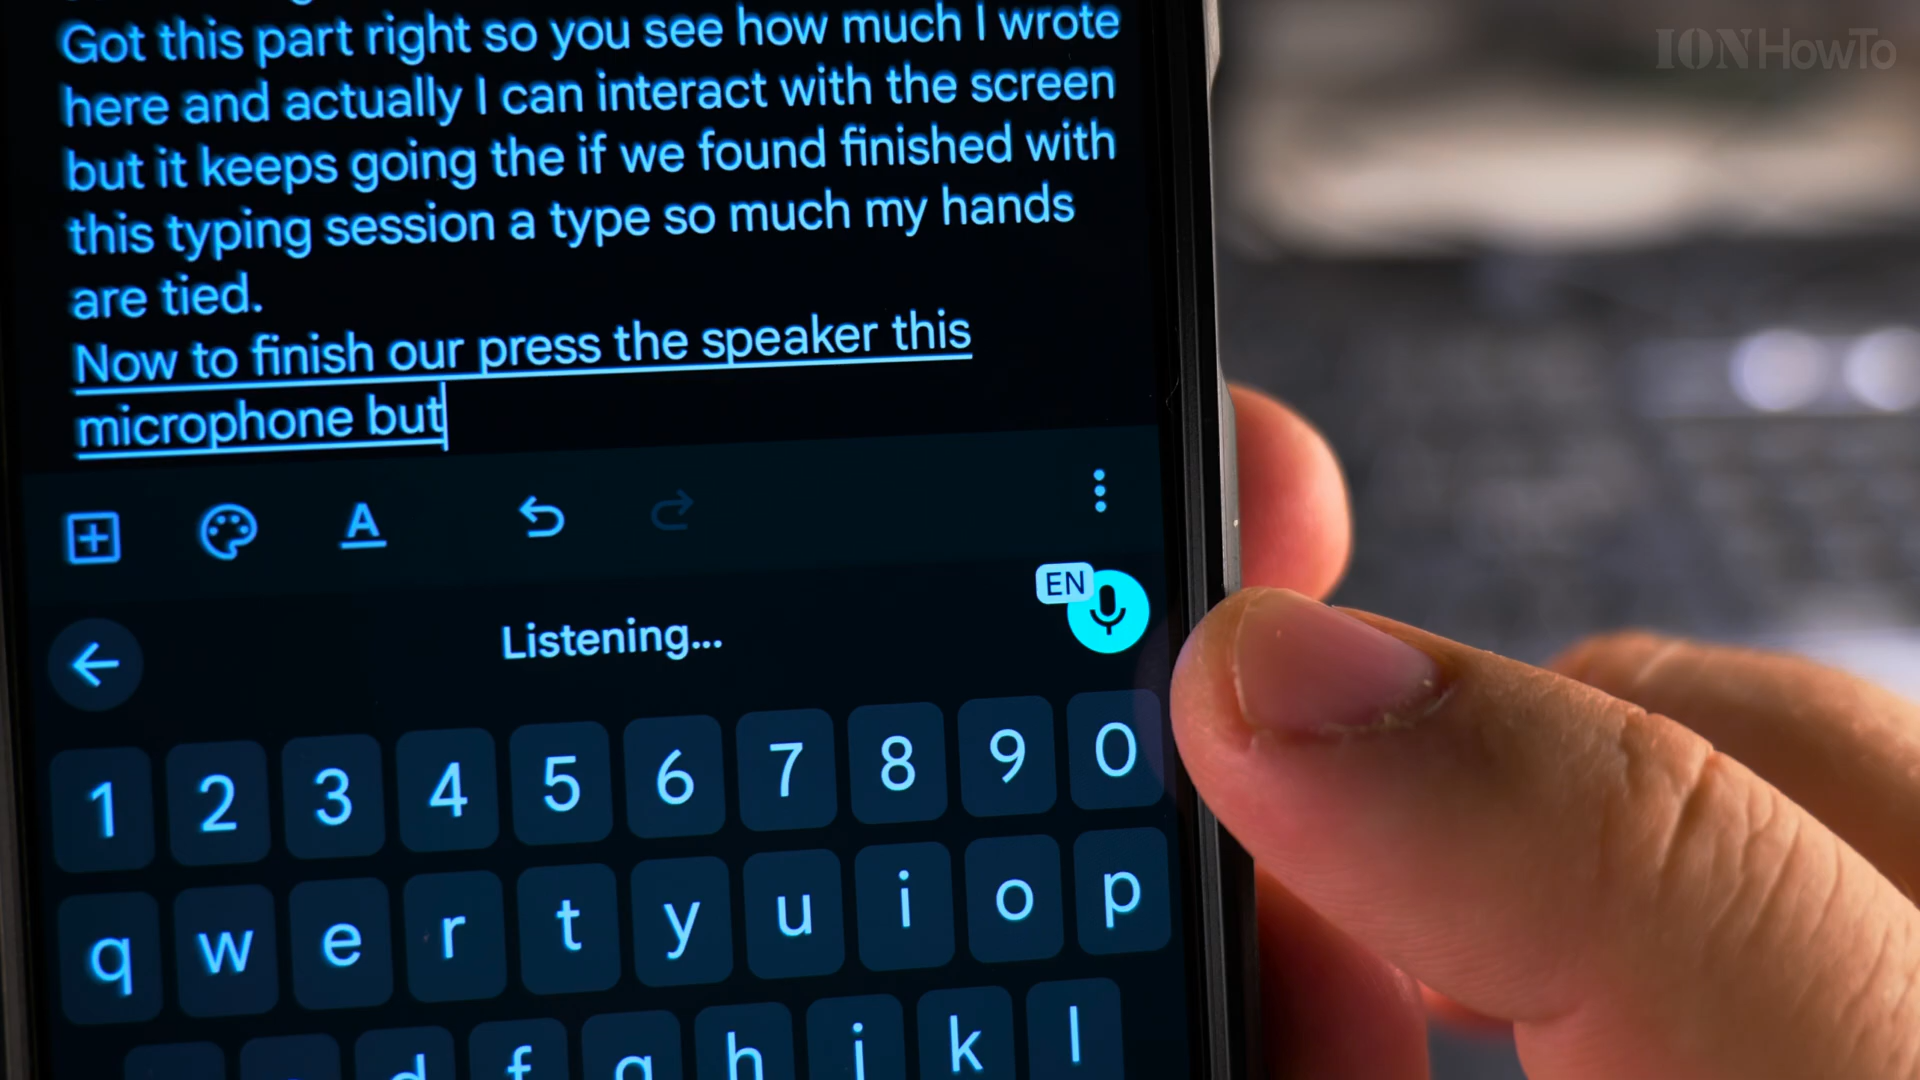 IONHowTo
Got this part right so you see how much I wrote
here and actually I can interact with the screen
but it keeps going the if we found finished with
this typing session a type so much my hands
are tied.
Now to finish our press the speaker this
microphone but
A
EN
Listening...
1 2 3 4 5 6 7 8 9 0
q w e r t y u i o p
d f g h j k l